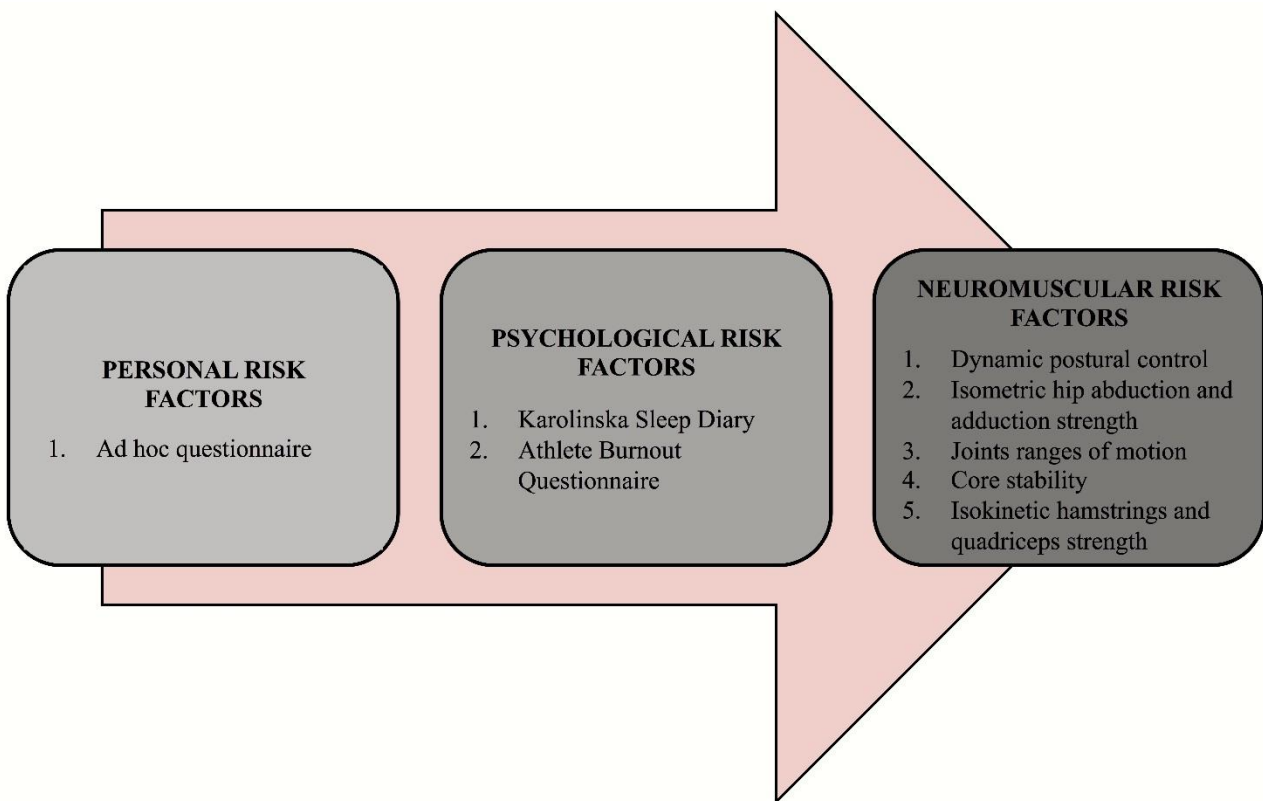 PERSONAL RISK
FACTORS
1. Ad hoc questionnaire
PSYCHOLOGICAL RISK
FACTORS
1. Karolinska Sleep Diary
2. Athlete Burnout
Questionnaire
NEUROMUSCULAR RISK
FACTORS
1. Dynamic postural control
2. Isometric hip abduction and
adduction strength
3. Joints ranges of motion
4. Core stability
5. Isokinetic hamstrings and
quadriceps strength